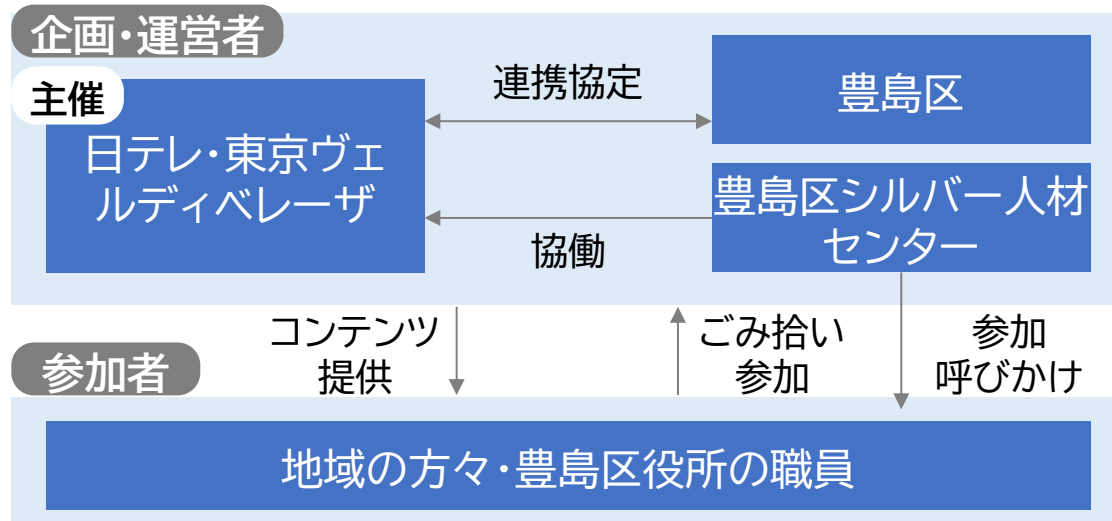 企画・運営者
主催
日テレ・東京ヴェ
ルディベレーザ
連携協定
豊島区
豊島区シルバー人材
センター
協働
コンテンツ
提供
ごみ拾い
参加
参加
呼びかけ
参加者
地域の方々・豊島区役所の職員